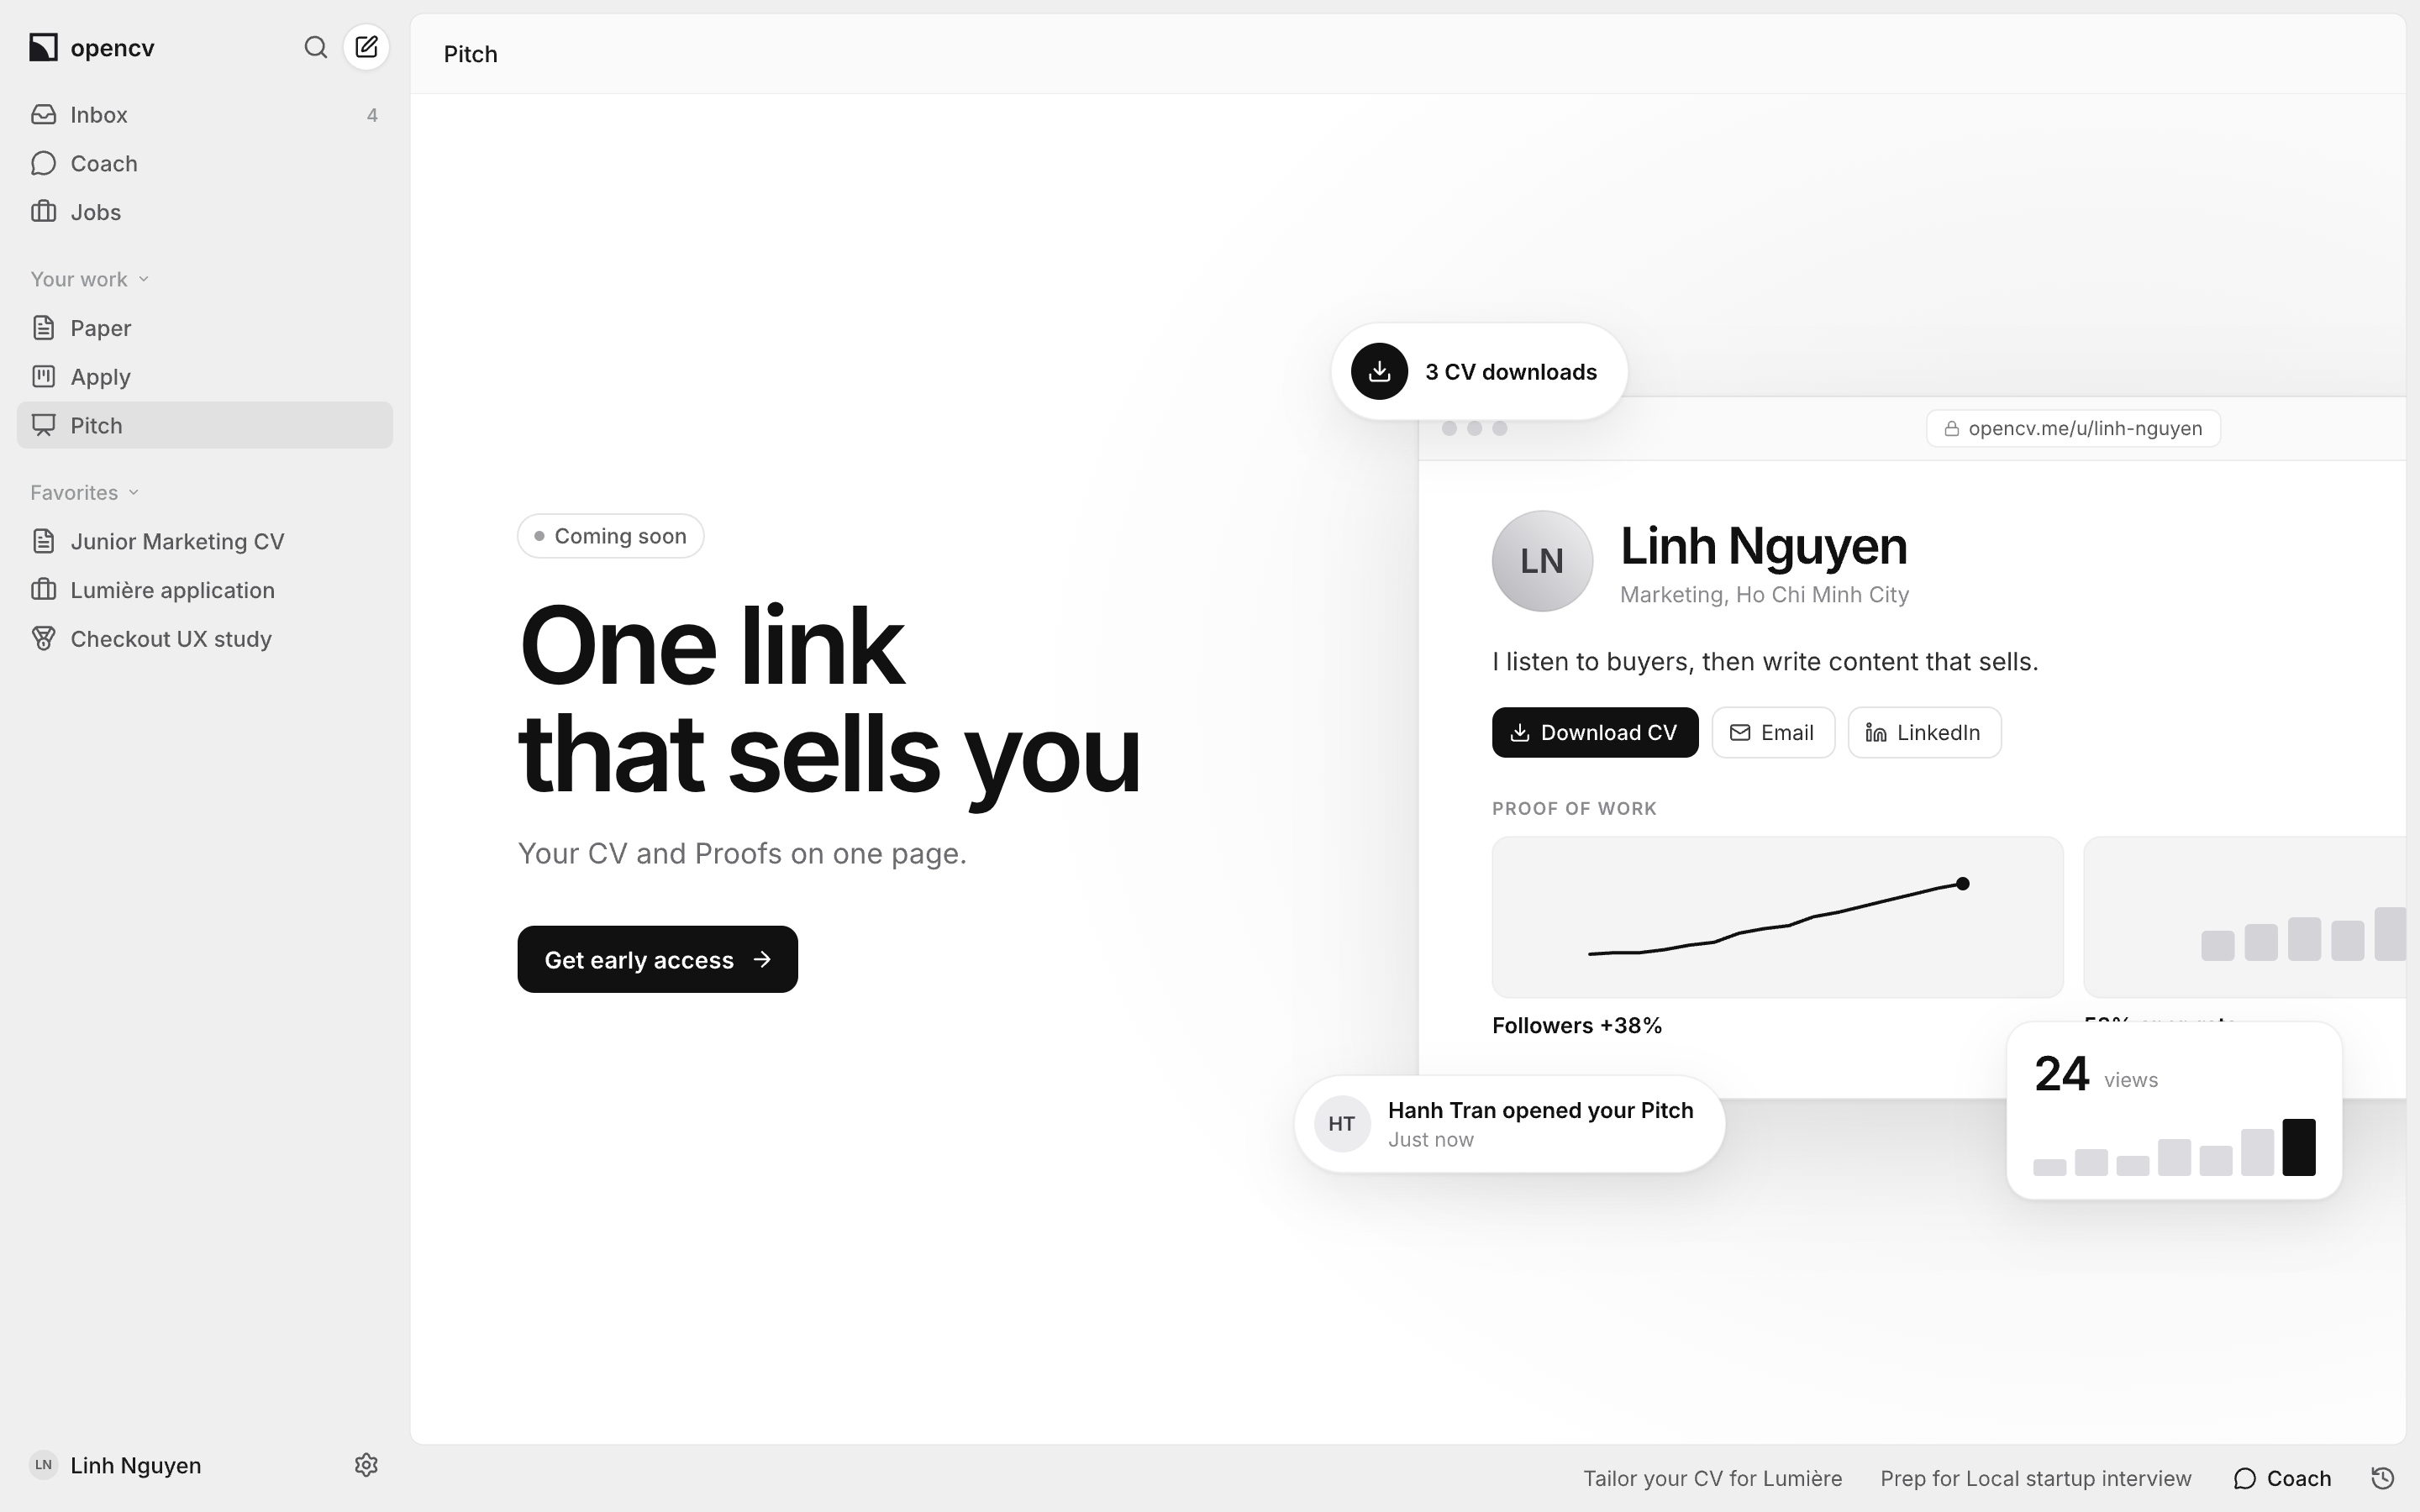 opencv
Inbox 4
Coach
Jobs
Your work
Paper
Apply
Pitch
Favorites
Junior Marketing CV
Lumière application
Checkout UX study
LN Linh Nguyen
Pitch
Coming soon
One link
that sells you
Your CV and Proofs on one page.
Get early access
3 CV downloads
opencv.me/u/linh-nguyen
LN
Linh Nguyen
Marketing, Ho Chi Minh City
I listen to buyers, then write content that sells.
Download CV Email LinkedIn
PROOF OF WORK
Followers +38%
24 views
HT
Hanh Tran opened your Pitch
Just now
Tailor your CV for Lumière Prep for Local startup interview Coach